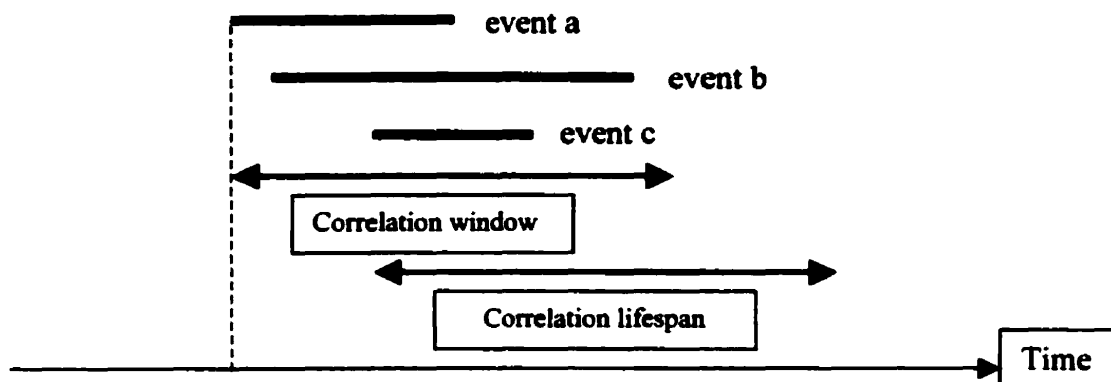 event a
event b
event c
Correlation window
Correlation lifespan
Time